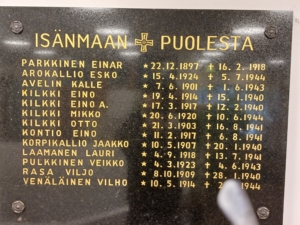 ISÄNMAAN PUOLESTA
PARKKINEN EINAR * 22.12.1897 + 16. 2. 1918
AROKALLIO ESKO * 15. 4.1924 + 5. 7.1944
AVELIN KALLE * 7. 6.1901 + 1. 6.1943
KILKKI EINO * 19. 4.1914 + 15. 1.1940
KILKKI EINO A. * 17. 3.1917 + 12. 2.1940
KILKKI MIKKO * 20. 6.1920 + 10. 6.1944
KILKKI OTTO * 21. 3.1903 + 16. 8.1941
KONTIO EINO * 11. 2.1917 + 6. 8.1941
KORPIKALLIO JAAKKO * 10. 5.1907 + 20. 1.1940
LAAMANEN LAURI * 4. 9.1918 + 13. 7.1941
PULKKINEN VEIKKO * 4. 3.1923 + 4. 6.1943
RASA VILJO * 8.10.1909 + 28. 1.1940
VENÄLÄINEN VILHO * 10. 5.1914 + 1944